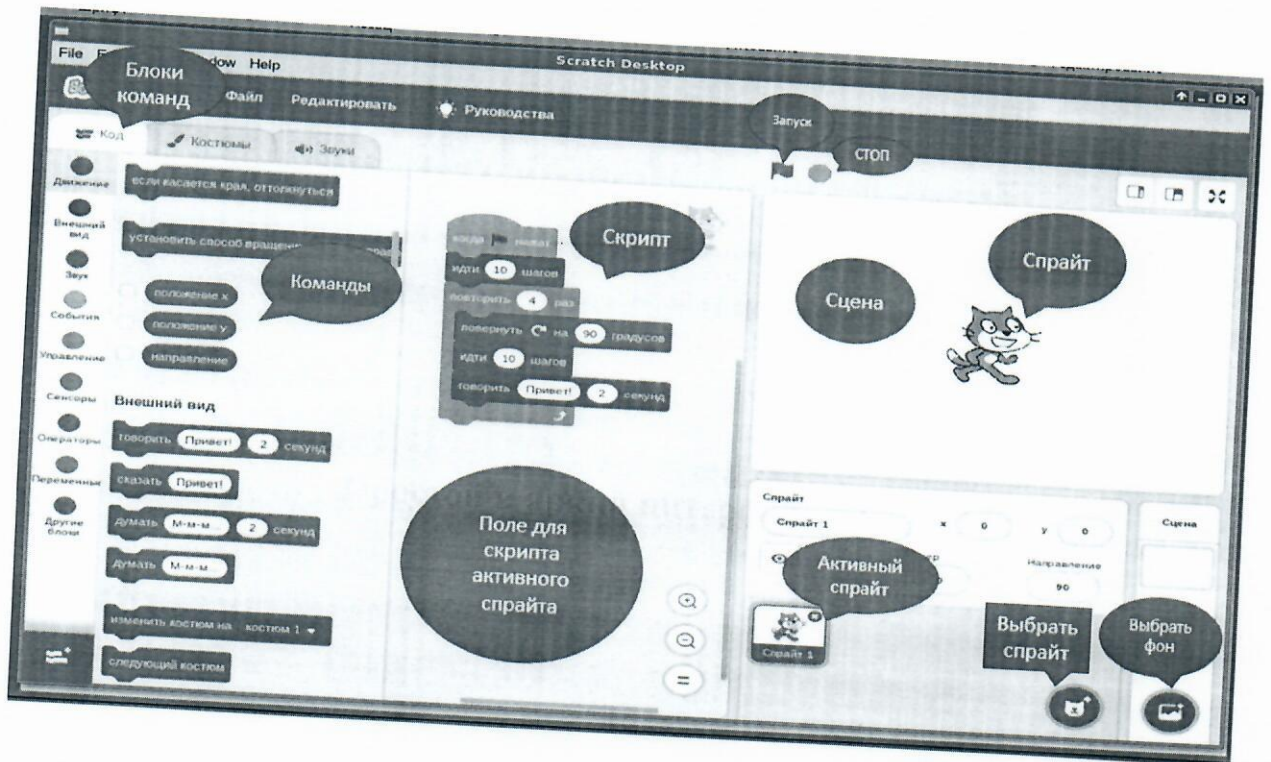 Scratch Desktop
File
dow Help
Блоки
команд
Файл Редактировать Руководства
Код Костюмы Звуки
Запуск
СТОП
Движение
Внешний
вид
Звук
События
Управление
Сенсоры
Операторы
Переменные
Другие
блоки
если касается края, оттолкнуться
установить способ вращения
Команды
положение x
положение y
направление
Внешний вид
говорить Привет! 2 секунд
сказать Привет!
думать М-м-м... 2 секунд
думать М-м-м...
изменить костюм на костюм 1
следующий костюм
Скрипт
когда нажат
идти 10 шагов
повторить 4 раз
повернуть на 90 градусов
идти 10 шагов
говорить Привет! 2 секунд
Поле для
скрипта
активного
спрайта
Сцена
Спрайт
Спрайт
Спрайт 1 x 0 y 0
Направление
90
Активный
спрайт
Спрайт 1
Сцена
Выбрать
спрайт
Выбрать
фон